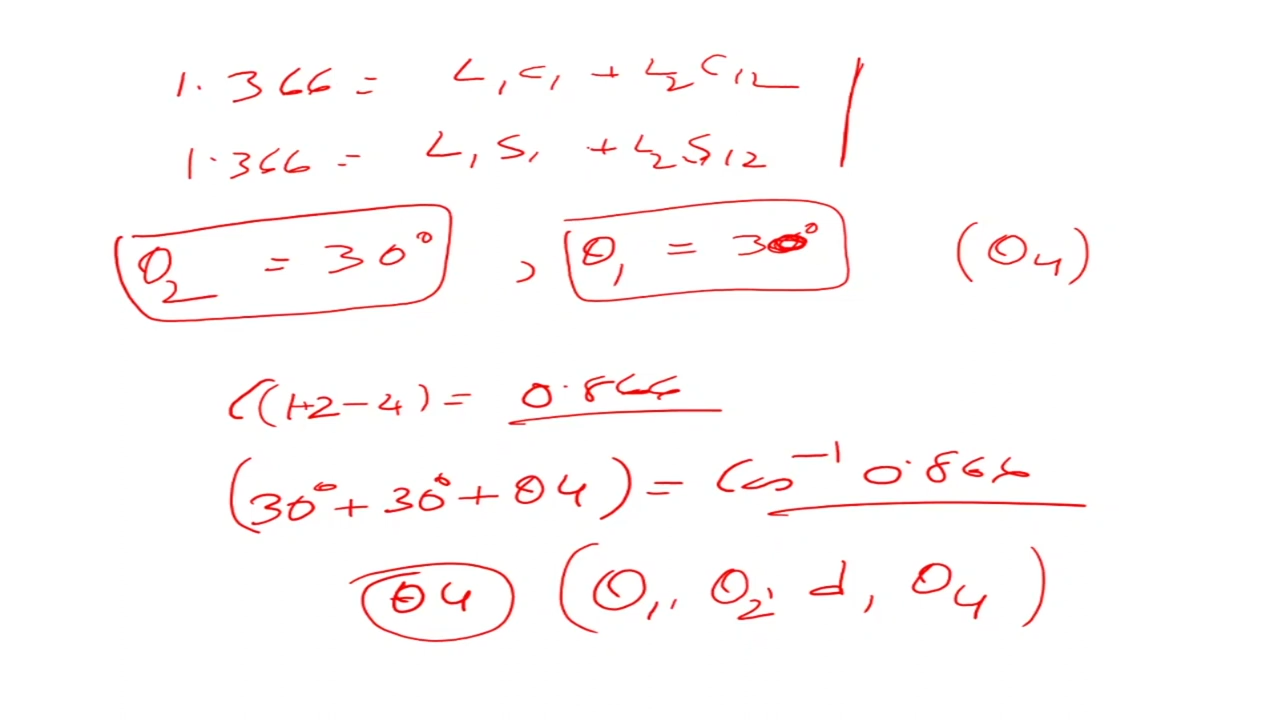 1.366 = L₁C₁ + L₂C₁₂
1.366 = L₁S₁ + L₂S₁₂
θ₂ = 30° , θ₁ = 30° (θ₄)
C(1+2-4) = 0.866
(30° + 30° + θ4) = Cos⁻¹ 0.866
θ4 (θ₁, θ₂, d, θ₄)